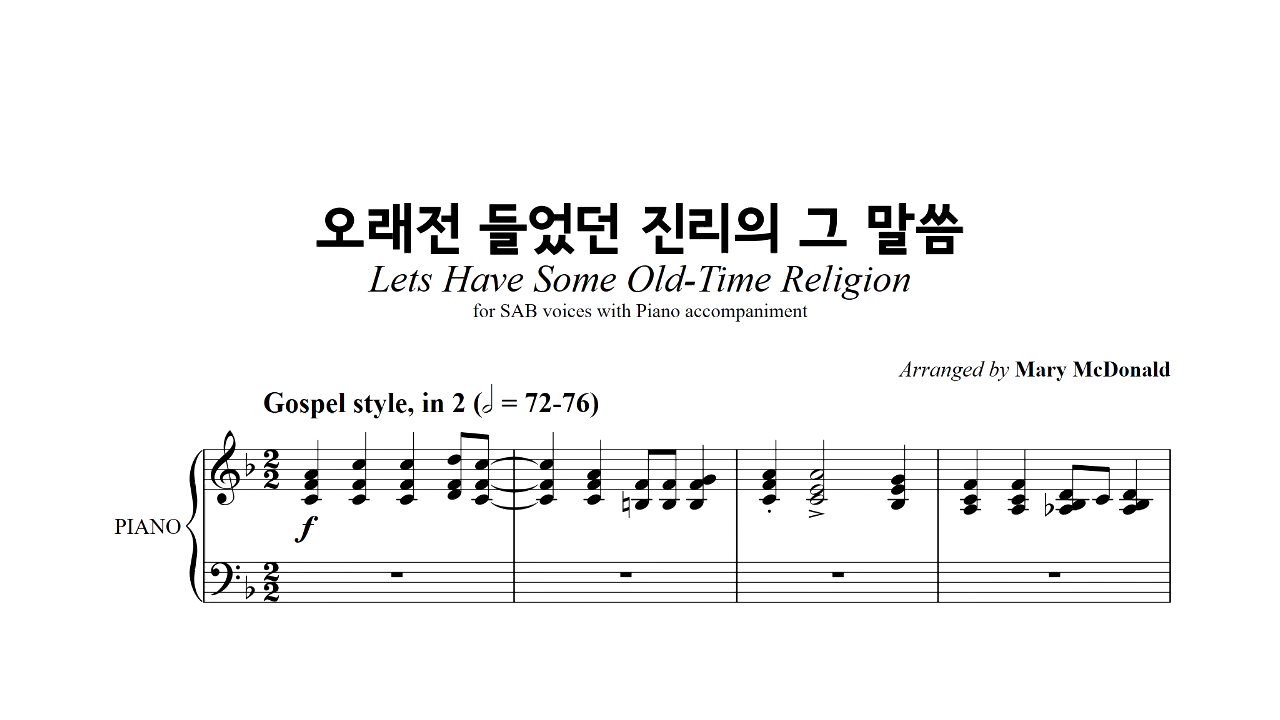 오래전 들었던 진리의 그 말씀
Lets Have Some Old-Time Religion
for SAB voices with Piano accompaniment
Arranged by Mary McDonald
Gospel style, in 2 (𝅗𝅥 = 72-76)
PIANO
f